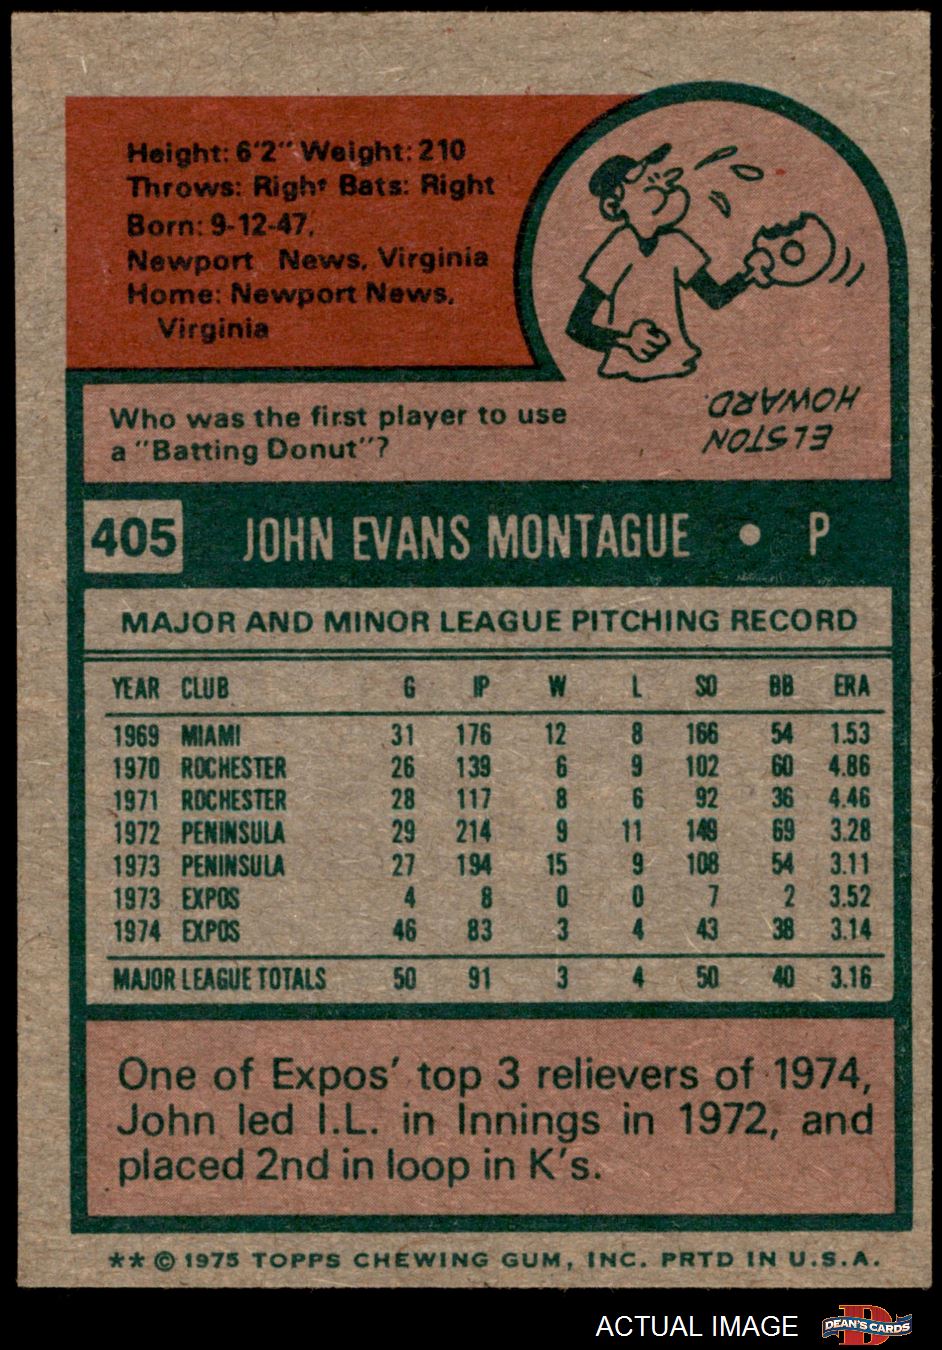 Height: 6'2" Weight: 210
Throws: Right Bats: Right
Born: 9-12-47,
Newport News, Virginia
Home: Newport News,
Virginia
Who was the first player to use
a "Batting Donut"?
ELSTON
HOWARD.
405 JOHN EVANS MONTAGUE • P
MAJOR AND MINOR LEAGUE PITCHING RECORD
YEAR CLUB G IP W L SO BB ERA
1969 MIAMI 31 176 12 8 166 54 1.53
1970 ROCHESTER 26 139 6 9 102 60 4.86
1971 ROCHESTER 28 117 8 6 92 36 4.46
1972 PENINSULA 29 214 9 11 149 69 3.28
1973 PENINSULA 27 194 15 9 108 54 3.11
1973 EXPOS 4 8 0 0 7 2 3.52
1974 EXPOS 46 83 3 4 43 38 3.14
MAJOR LEAGUE TOTALS 50 91 3 4 50 40 3.16
One of Expos' top 3 relievers of 1974,
John led I.L. in Innings in 1972, and
placed 2nd in loop in K's.
** © 1975 TOPPS CHEWING GUM, INC. PRTD IN U.S.A.
ACTUAL IMAGE
D
DEAN'S CARDS